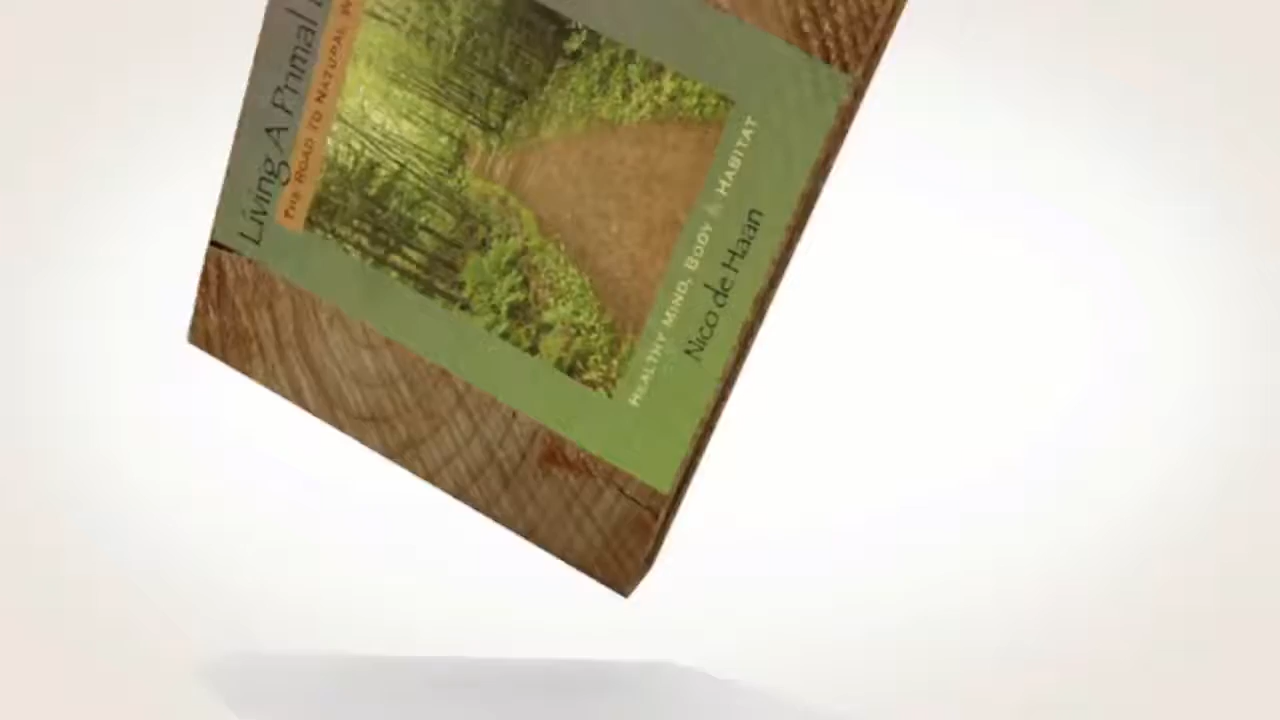 Living A Primal
THE ROAD TO NATURAL
HEALTHY MIND, BODY & HABITAT
Nico de Haan